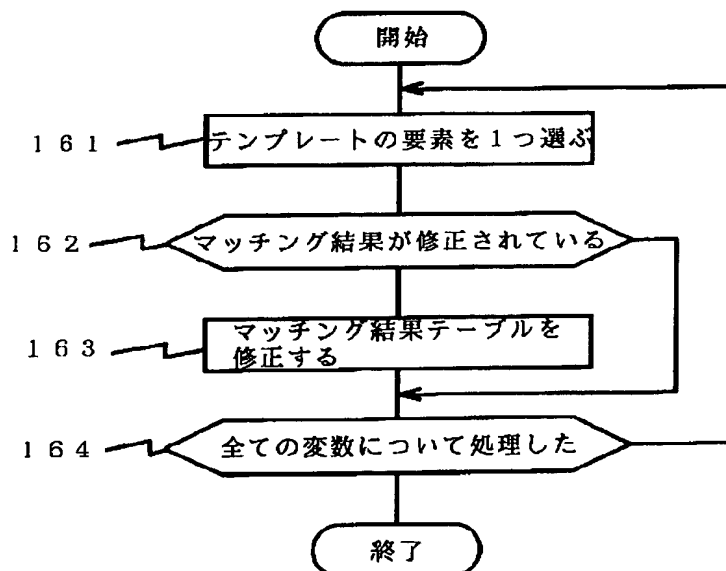 開始
161
テンプレートの要素を1つ選ぶ
162
マッチング結果が修正されている
163
マッチング結果テーブルを
修正する
164
全ての変数について処理した
終了